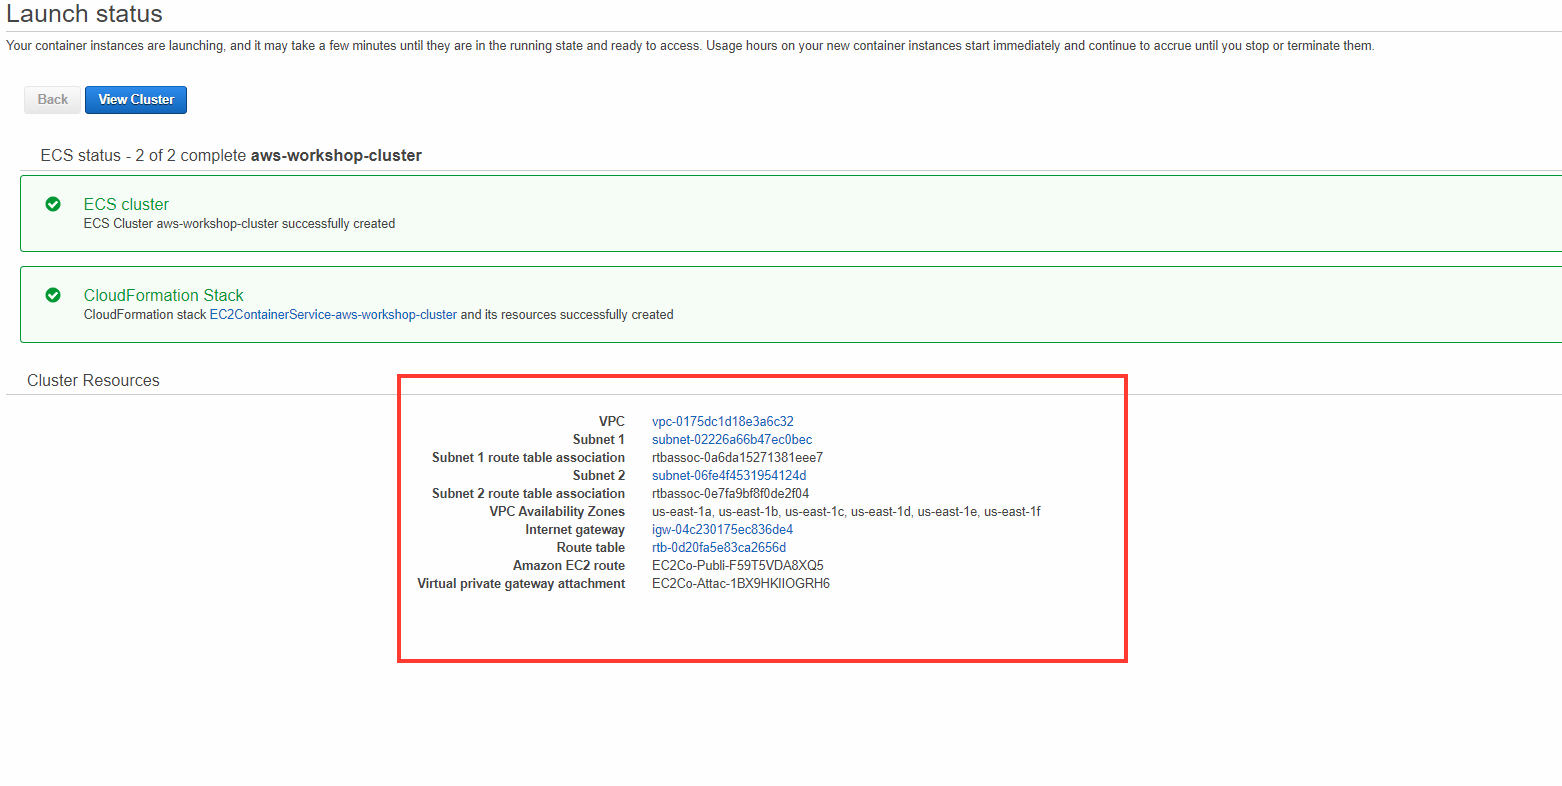 Launch status
Your container instances are launching, and it may take a few minutes until they are in the running state and ready to access. Usage hours on your new container instances start immediately and continue to accrue until you stop or terminate them.
Back View Cluster
ECS status - 2 of 2 complete aws-workshop-cluster
ECS cluster
ECS Cluster aws-workshop-cluster successfully created
CloudFormation Stack
CloudFormation stack EC2ContainerService-aws-workshop-cluster and its resources successfully created
Cluster Resources
VPC vpc-0175dc1d18e3a6c32
Subnet 1 subnet-02226a66b47ec0bec
Subnet 1 route table association rtbassoc-0a6da15271381eee7
Subnet 2 subnet-06fe4f4531954124d
Subnet 2 route table association rtbassoc-0e7fa9bf8f0de2f04
VPC Availability Zones us-east-1a, us-east-1b, us-east-1c, us-east-1d, us-east-1e, us-east-1f
Internet gateway igw-04c230175ec836de4
Route table rtb-0d20fa5e83ca2656d
Amazon EC2 route EC2Co-Publi-F59T5VDA8XQ5
Virtual private gateway attachment EC2Co-Attac-1BX9HKIIOGRH6